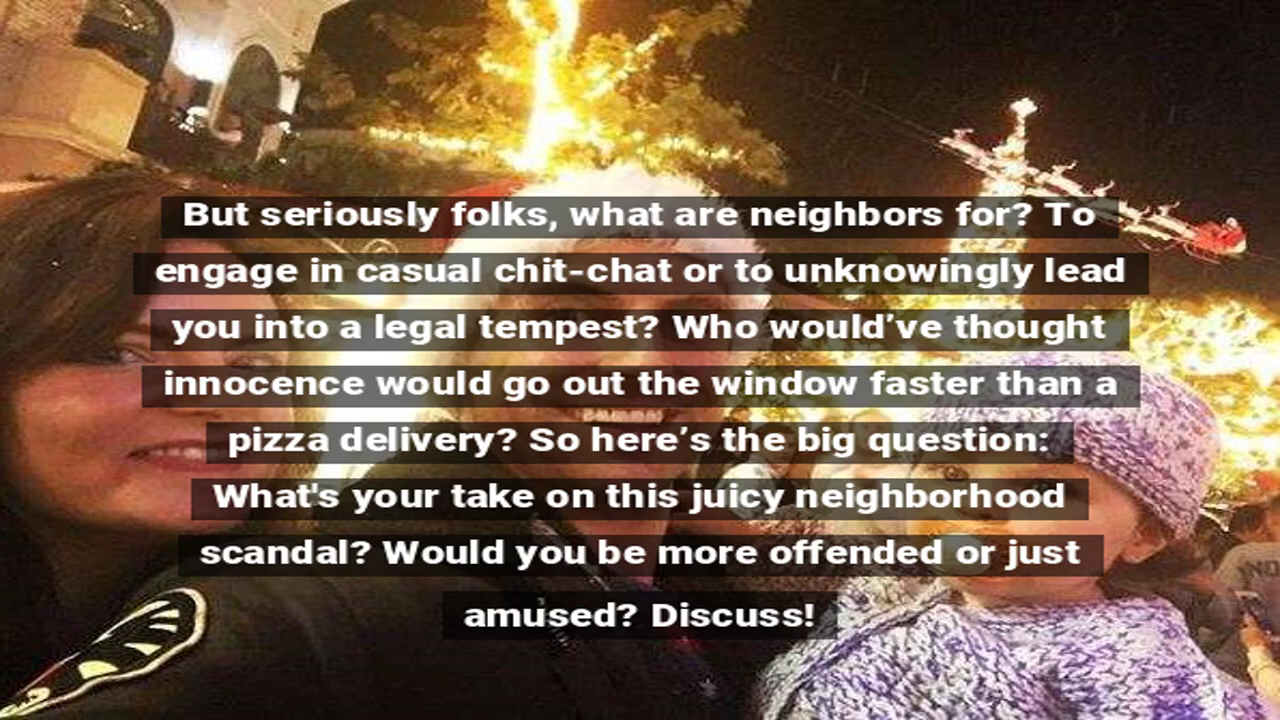 But seriously folks, what are neighbors for? To
engage in casual chit-chat or to unknowingly lead
you into a legal tempest? Who would’ve thought
innocence would go out the window faster than a
pizza delivery? So here’s the big question:
What's your take on this juicy neighborhood
scandal? Would you be more offended or just
amused? Discuss!